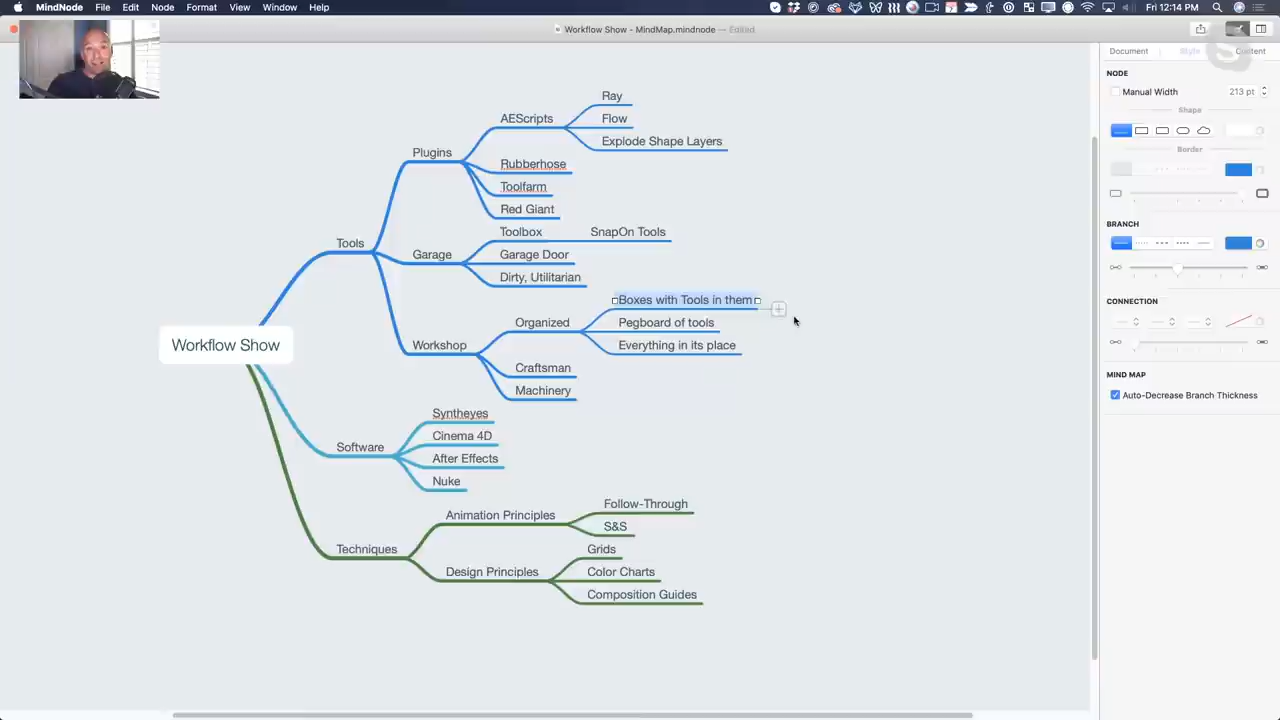 MindNode File Edit Node Format View Window Help Fri 12:14 PM
Workflow Show - MindMap.mindnode — Edited
Document Style Content
NODE
Manual Width 213 pt
Shape
Border
BRANCH
CONNECTION
MIND MAP
Auto-Decrease Branch Thickness
Workflow Show
Tools
Plugins
AEScripts
Ray
Flow
Explode Shape Layers
Rubberhose
Toolfarm
Red Giant
Garage
Toolbox
SnapOn Tools
Garage Door
Dirty, Utilitarian
Workshop
Organized
Boxes with Tools in them
Pegboard of tools
Everything in its place
Craftsman
Machinery
Software
Syntheyes
Cinema 4D
After Effects
Nuke
Techniques
Animation Principles
Follow-Through
S&S
Design Principles
Grids
Color Charts
Composition Guides